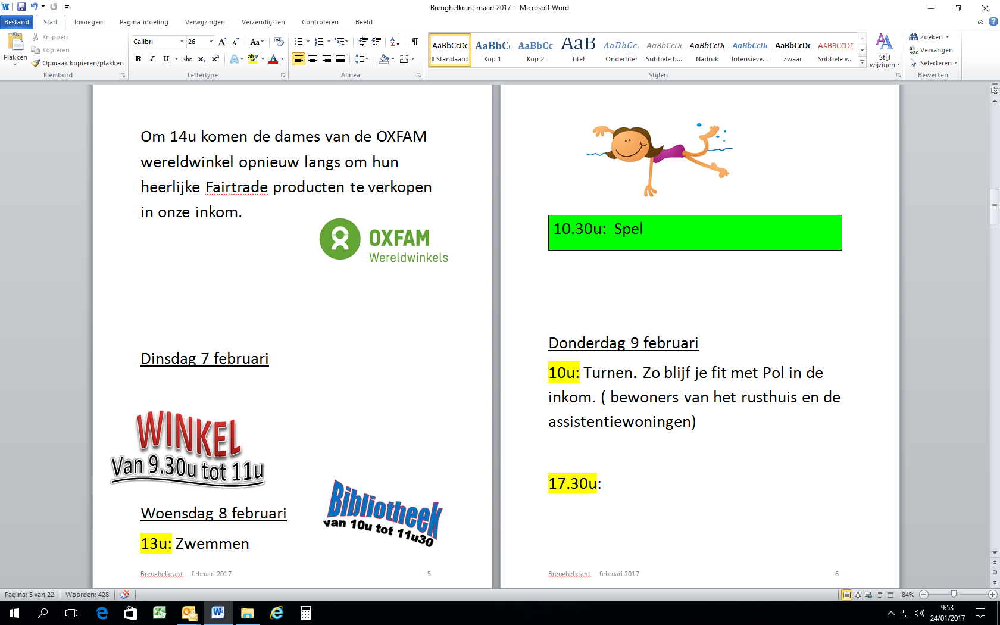 Breughelkrant maart 2017 - Microsoft Word
Bestand Start Invoegen Pagina-indeling Verwijzingen Verzendlijsten Controleren Beeld
Plakken
Knippen
Kopiëren
Opmaak kopiëren/plakken
Klembord
Calibri 26
Lettertype
Alinea
AaBbCcDc AaBbCc AaBbCc AaB AaBbCc. AaBbCcDc AaBbCcDc AaBbCcDc AaBbCcDc AaBbCcDc
¶ Standaard Kop 1 Kop 2 Titel Ondertitel Subtiele b... Nadruk Intensieve... Zwaar Subtiele v...
Stijlen
Stijl wijzigen
Zoeken
Vervangen
Selecteren
Bewerken
Om 14u komen de dames van de OXFAM
wereldwinkel opnieuw langs om hun
heerlijke Fairtrade producten te verkopen
in onze inkom.
OXFAM
Wereldwinkels
Dinsdag 7 februari
WINKEL
Van 9.30u tot 11u
Bibliotheek
van 10u tot 11u30
Woensdag 8 februari
13u: Zwemmen
Breughelkrant februari 2017 5
10.30u: Spel
Donderdag 9 februari
10u: Turnen. Zo blijf je fit met Pol in de
inkom. ( bewoners van het rusthuis en de
assistentiewoningen)
17.30u:
Breughelkrant februari 2017 6
Pagina: 5 van 22 Woorden: 428 84%
9:53
24/01/2017